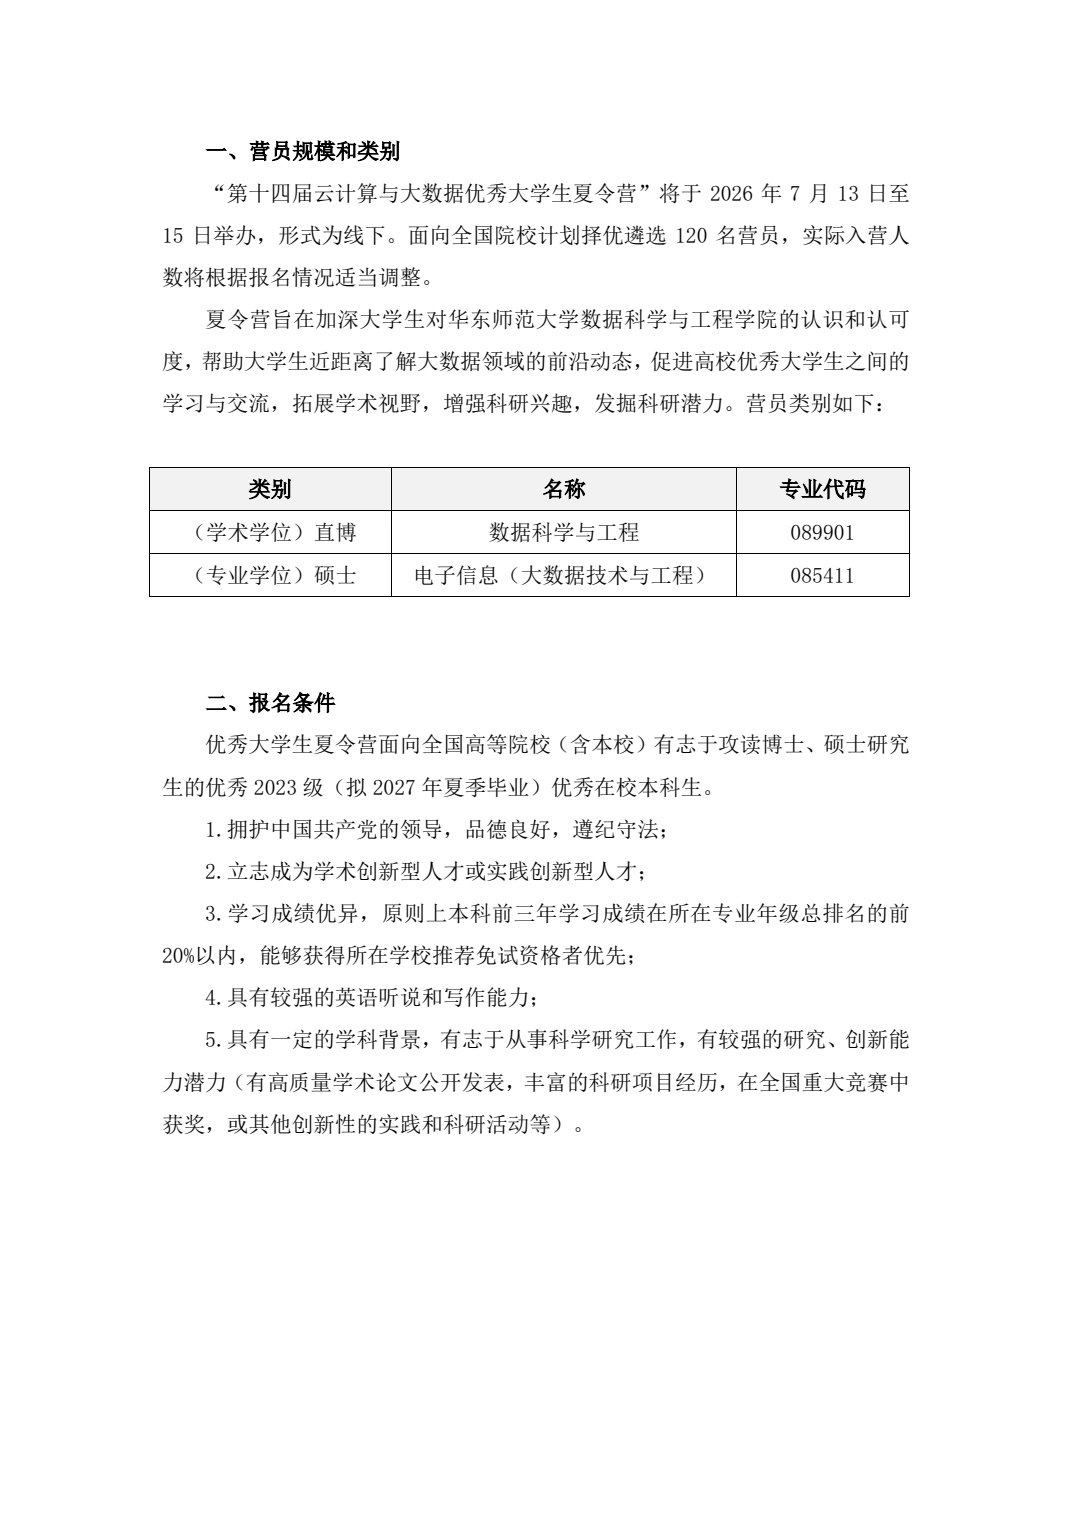 一、营员规模和类别
“第十四届云计算与大数据优秀大学生夏令营”将于 2026 年 7 月 13 日至
15 日举办，形式为线下。面向全国院校计划择优遴选 120 名营员，实际入营人
数将根据报名情况适当调整。
夏令营旨在加深大学生对华东师范大学数据科学与工程学院的认识和认可
度，帮助大学生近距离了解大数据领域的前沿动态，促进高校优秀大学生之间的
学习与交流，拓展学术视野，增强科研兴趣，发掘科研潜力。营员类别如下：
类别 名称 专业代码
（学术学位）直博 数据科学与工程 089901
（专业学位）硕士 电子信息（大数据技术与工程） 085411
二、报名条件
优秀大学生夏令营面向全国高等院校（含本校）有志于攻读博士、硕士研究
生的优秀 2023 级（拟 2027 年夏季毕业）优秀在校本科生。
1.拥护中国共产党的领导，品德良好，遵纪守法；
2.立志成为学术创新型人才或实践创新型人才；
3.学习成绩优异，原则上本科前三年学习成绩在所在专业年级总排名的前
20%以内，能够获得所在学校推荐免试资格者优先；
4.具有较强的英语听说和写作能力；
5.具有一定的学科背景，有志于从事科学研究工作，有较强的研究、创新能
力潜力（有高质量学术论文公开发表，丰富的科研项目经历，在全国重大竞赛中
获奖，或其他创新性的实践和科研活动等）。